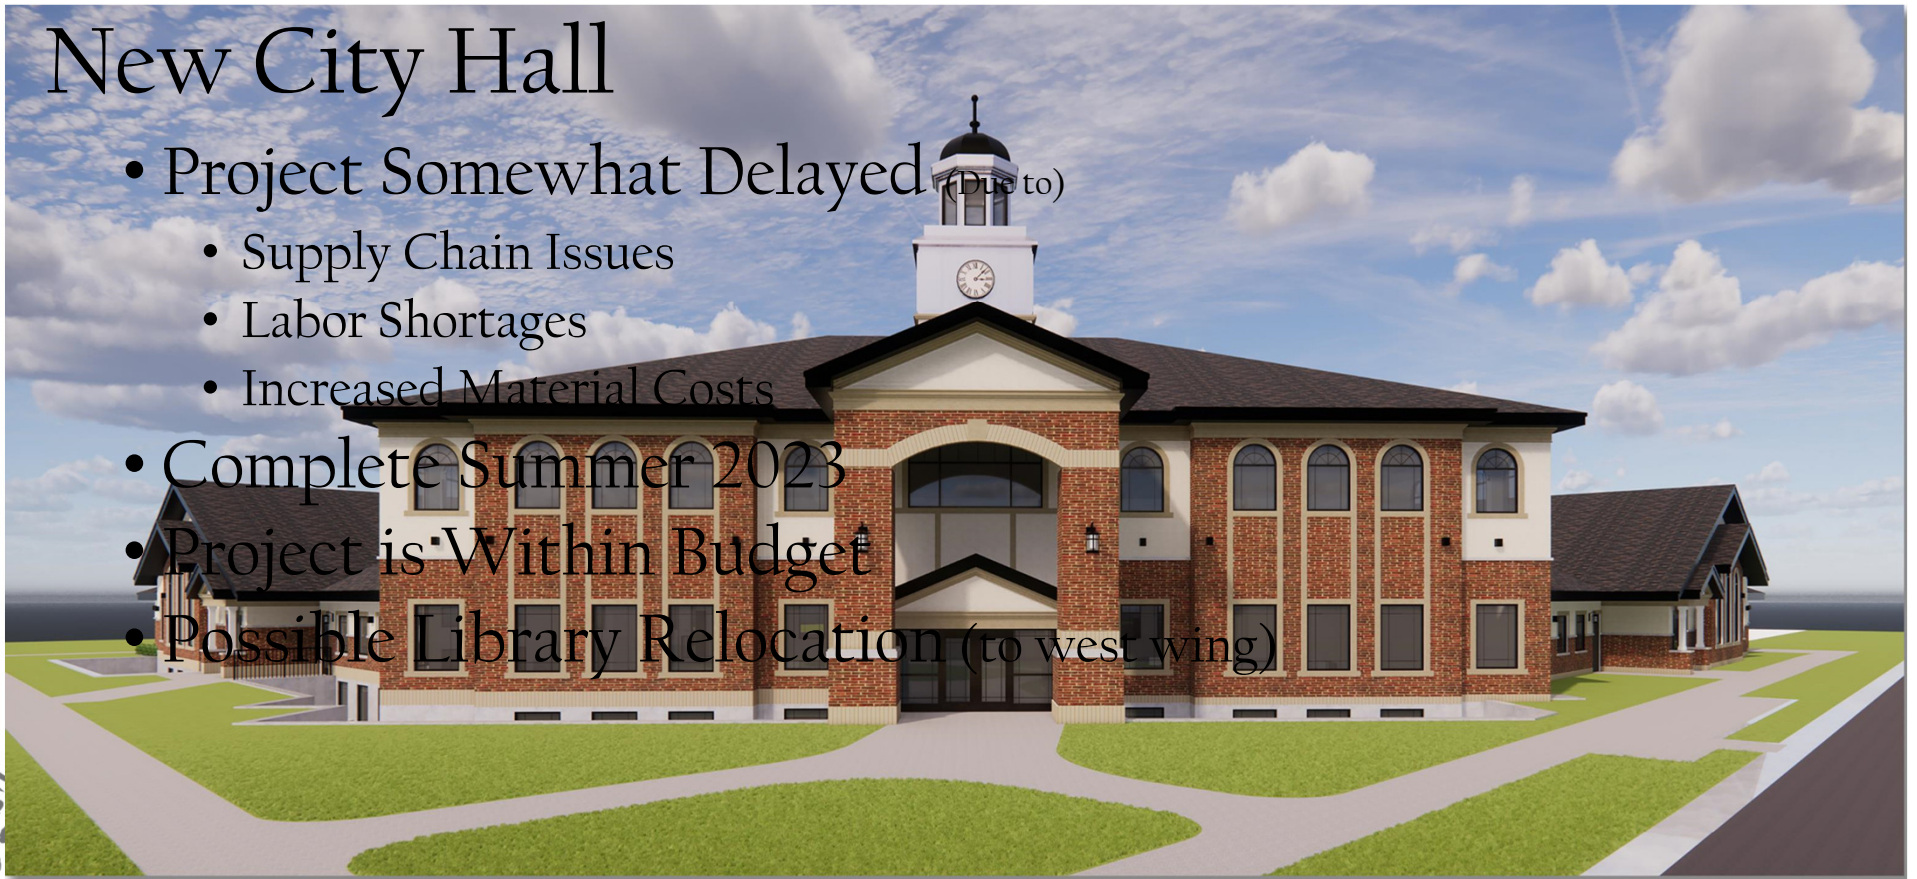 New City Hall
• Project Somewhat Delayed (Due to)
• Supply Chain Issues
• Labor Shortages
• Increased Material Costs
• Complete Summer 2023
• Project is Within Budget
• Possible Library Relocation (to west wing)